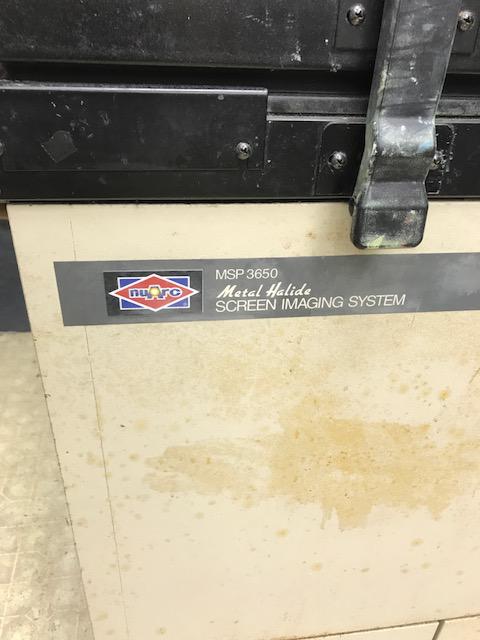 nuArc
MSP 3650
Metal Halide
SCREEN IMAGING SYSTEM